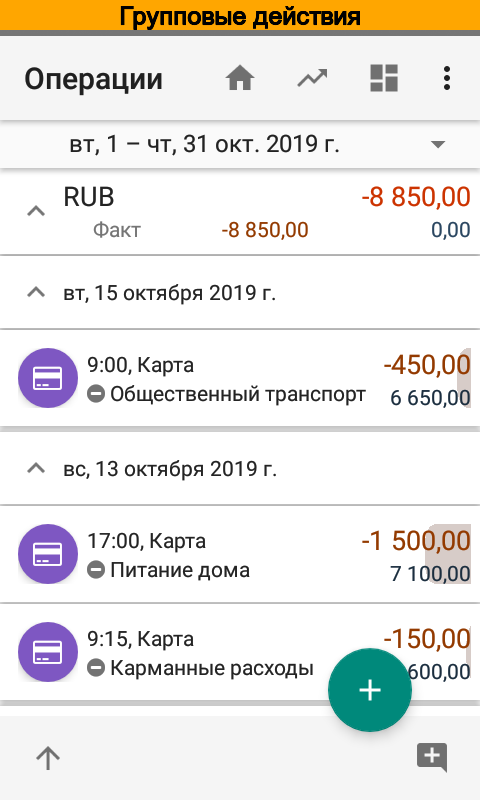 Групповые действия
Операции
вт, 1 – чт, 31 окт. 2019 г.
RUB -8 850,00
Факт -8 850,00 0,00
вт, 15 октября 2019 г.
9:00, Карта -450,00
Общественный транспорт 6 650,00
вс, 13 октября 2019 г.
17:00, Карта -1 500,00
Питание дома 7 100,00
9:15, Карта -150,00
Карманные расходы 600,00